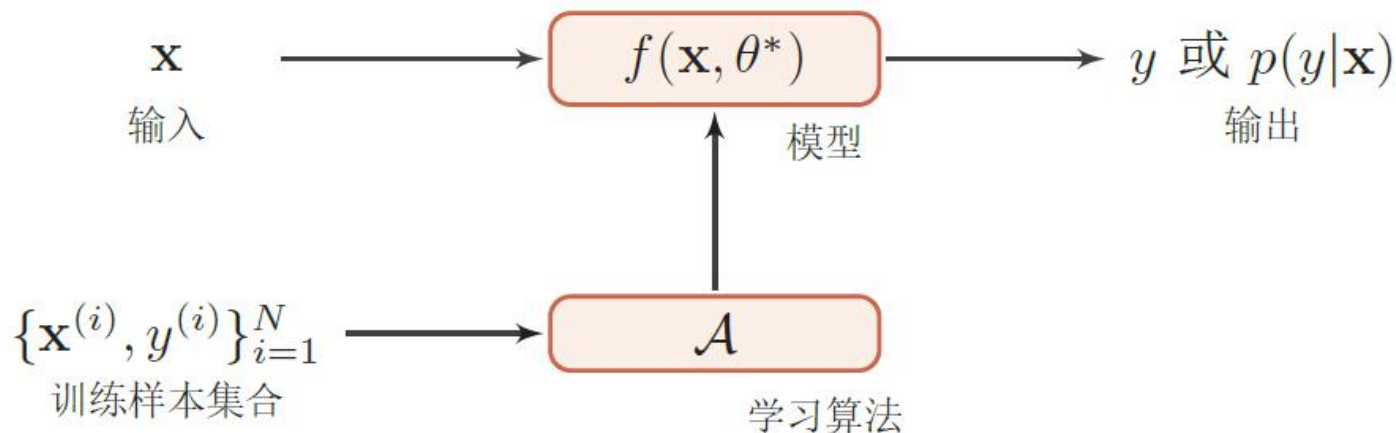 x
f(x, θ*)
y 或 p(y|x)
输入
模型
输出
{x^(i), y^(i)}_{i=1}^N
A
训练样本集合
学习算法